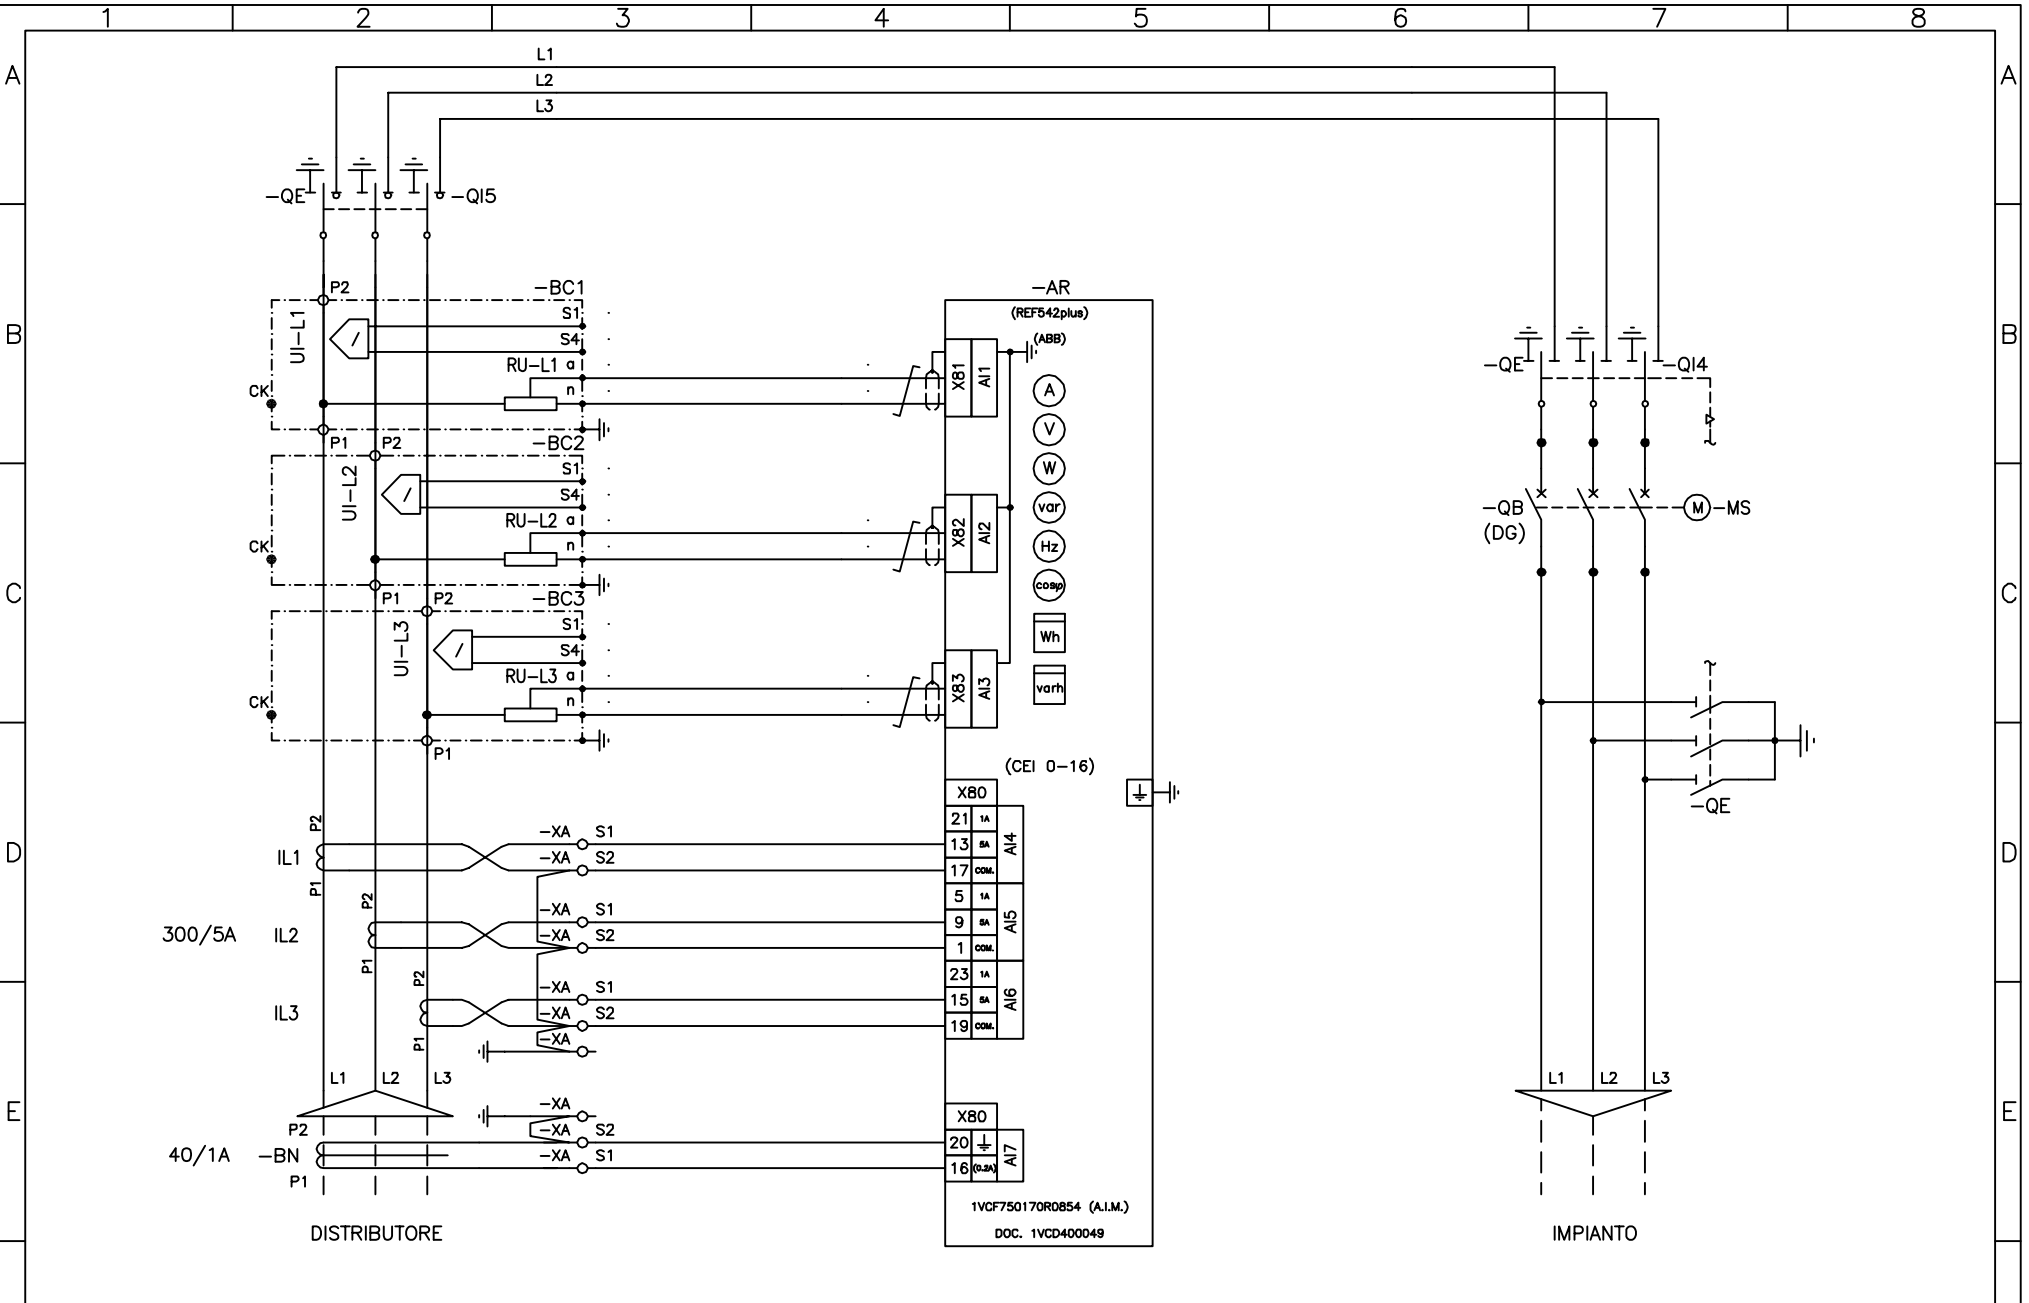 1 2 3 4 5 6 7 8
A A
L1
L2
L3
-QE -QI5
B B
-BC1
P2
UI-L1
S1
S4
RU-L1 a
n
CK
P1
-AR
(REF542plus)
(ABB)
X81 AI1
A
V
W
var
Hz
cosφ
Wh
varh
-BC2
P2
UI-L2
S1
S4
RU-L2 a
n
CK
P1
X82 AI2
C C
-BC3
P2
UI-L3
S1
S4
RU-L3 a
n
CK
P1
X83 AI3
-QE -QI4
-QB M -MS
(DG)
-QE
(CEI 0-16)
X80
D D
P2
IL1
P1
-XA S1
-XA S2
21 1A
13 5A
17 COM.
AI4
300/5A IL2
P2
P1
-XA S1
-XA S2
5 1A
9 5A
1 COM.
AI5
IL3
P2
P1
-XA S1
-XA S2
-XA
23 1A
15 5A
19 COM.
AI6
L1 L2 L3
L1 L2 L3
E E
-XA
P2
-XA S2
40/1A -BN
-XA S1
P1
X80
20
16 (0.2A)
AI7
1VCF750170R0854 (A.I.M.)
DOC. 1VCD400049
DISTRIBUTORE
IMPIANTO